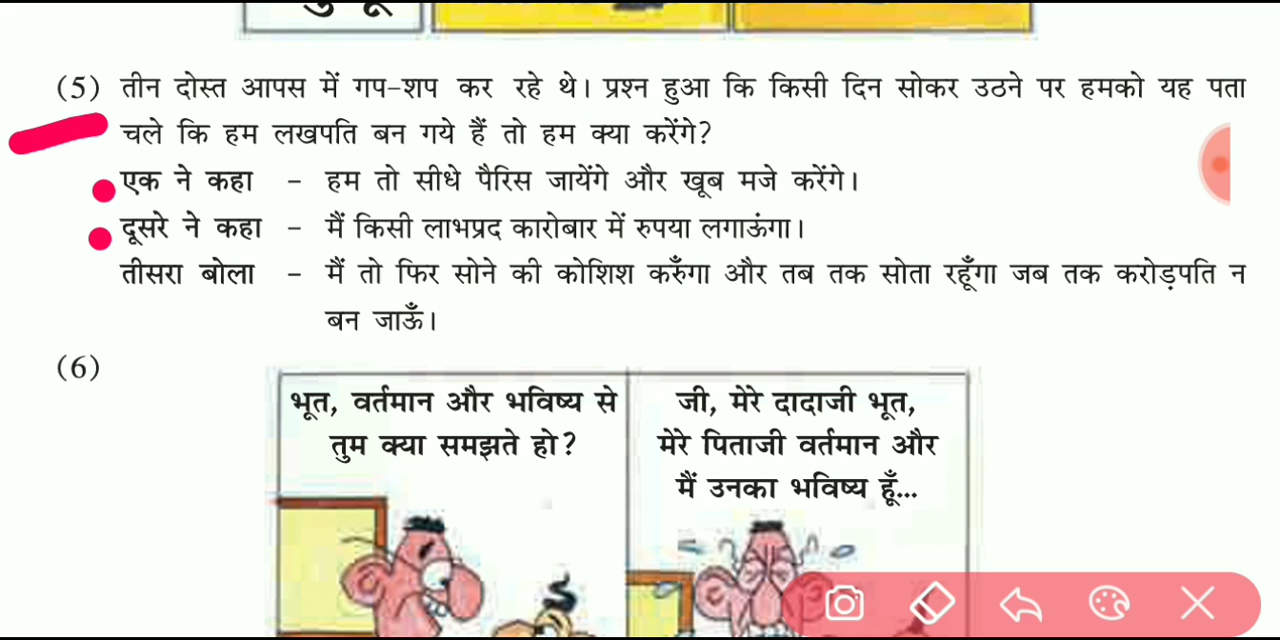 (5) तीन दोस्त आपस में गप-शप कर रहे थे। प्रश्न हुआ कि किसी दिन सोकर उठने पर हमको यह पता
चले कि हम लखपति बन गये हैं तो हम क्या करेंगे?
एक ने कहा – हम तो सीधे पैरिस जायेंगे और खूब मजे करेंगे।
दूसरे ने कहा – मैं किसी लाभप्रद कारोबार में रुपया लगाऊंगा।
तीसरा बोला – मैं तो फिर सोने की कोशिश करुँगा और तब तक सोता रहूँगा जब तक करोड़पति न
बन जाऊँ।
(6)
भूत, वर्तमान और भविष्य से
तुम क्या समझते हो?
जी, मेरे दादाजी भूत,
मेरे पिताजी वर्तमान और
मैं उनका भविष्य हूँ...